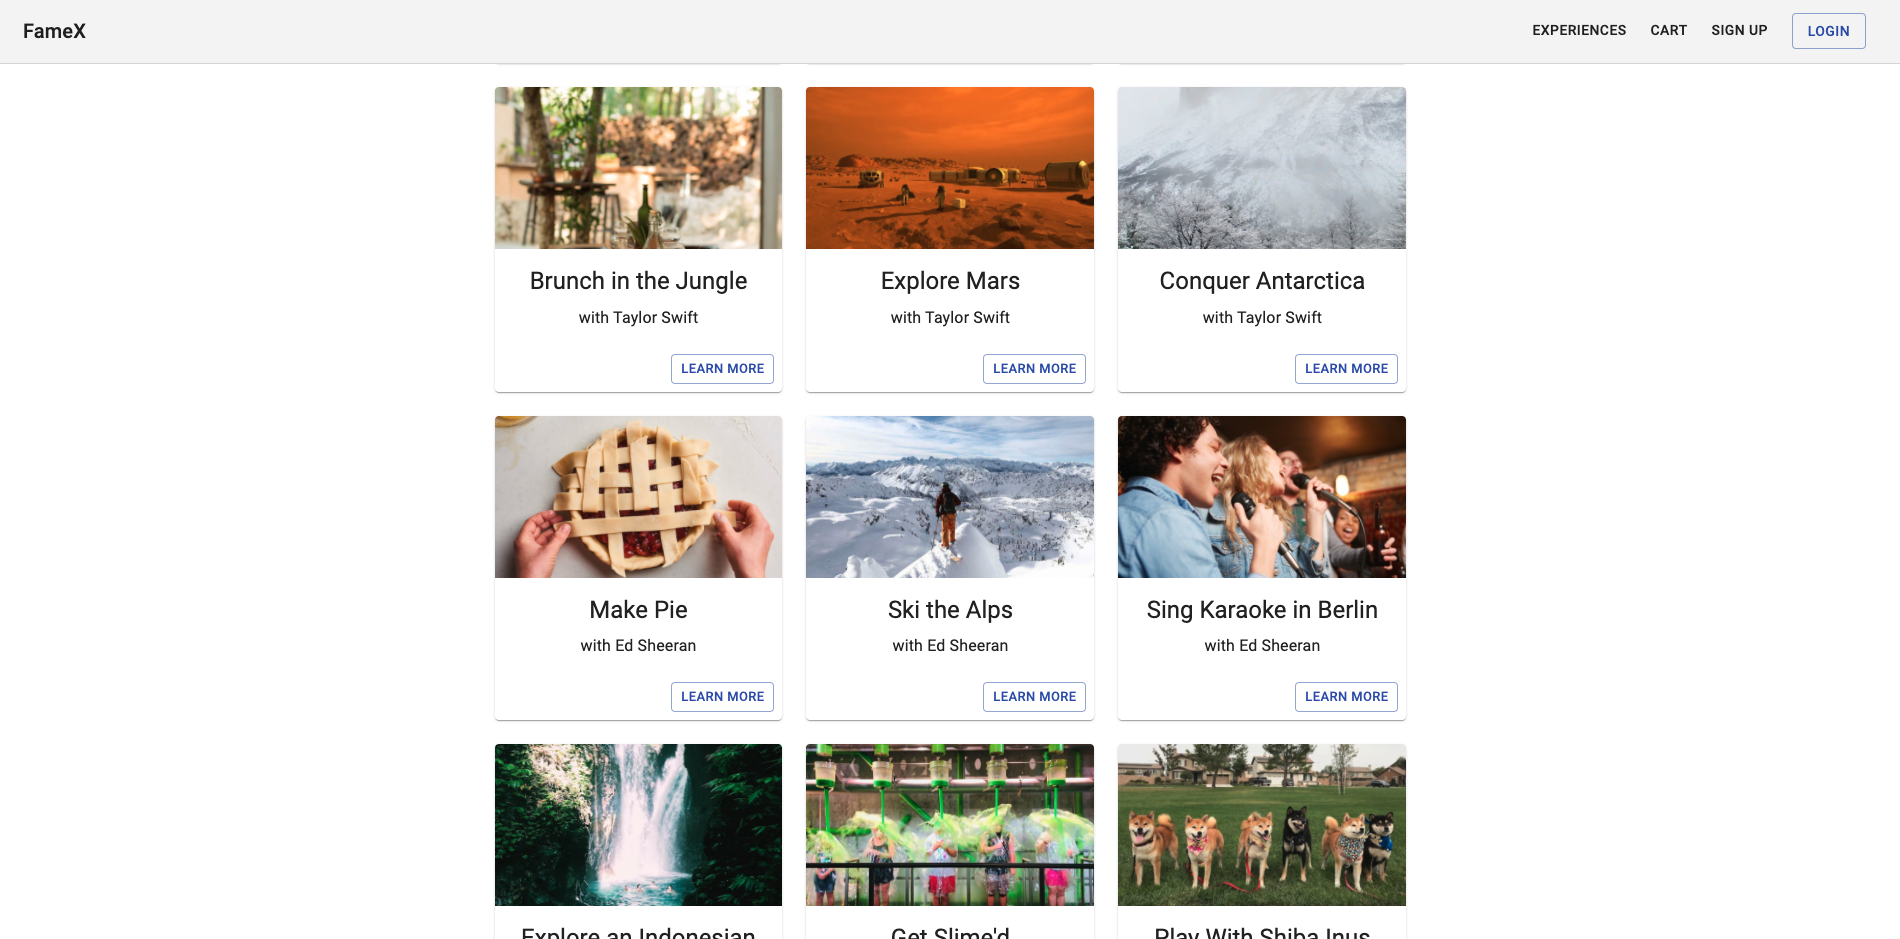 FameX
EXPERIENCES
CART
SIGN UP
LOGIN
Brunch in the Jungle
Explore Mars
Conquer Antarctica
with Taylor Swift
with Taylor Swift
with Taylor Swift
LEARN MORE
LEARN MORE
LEARN MORE
Make Pie
Ski the Alps
Sing Karaoke in Berlin
with Ed Sheeran
with Ed Sheeran
with Ed Sheeran
LEARN MORE
LEARN MORE
LEARN MORE
Explore an Indonesian
Get Slime'd
Play With Shiba Inus